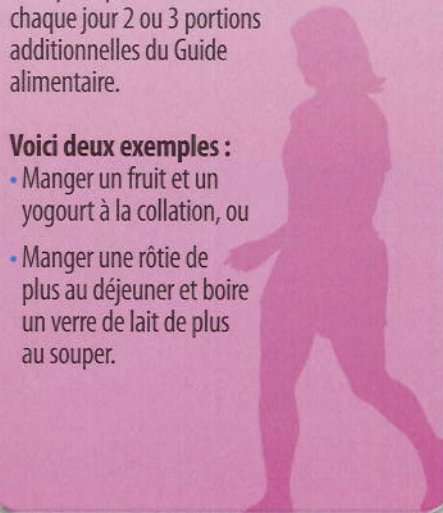 chaque jour 2 ou 3 portions
additionnelles du Guide
alimentaire.
Voici deux exemples :
• Manger un fruit et un
yogourt à la collation, ou
• Manger une rôtie de
plus au déjeuner et boire
un verre de lait de plus
au souper.